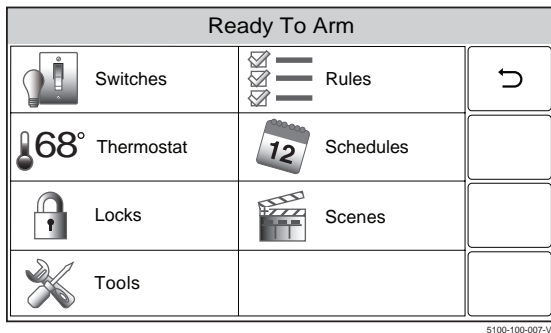 Ready To Arm
Switches
Rules
68° Thermostat
12 Schedules
Locks
Scenes
Tools
5100-100-007-V